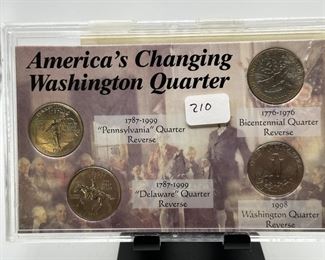 America's Changing
Washington Quarter
210
1787-1999
"Pennsylvania" Quarter
Reverse
1776-1976
Bicentennial Quarter
Reverse
1787-1999
"Delaware" Quarter
Reverse
1998
Washington Quarter
Reverse